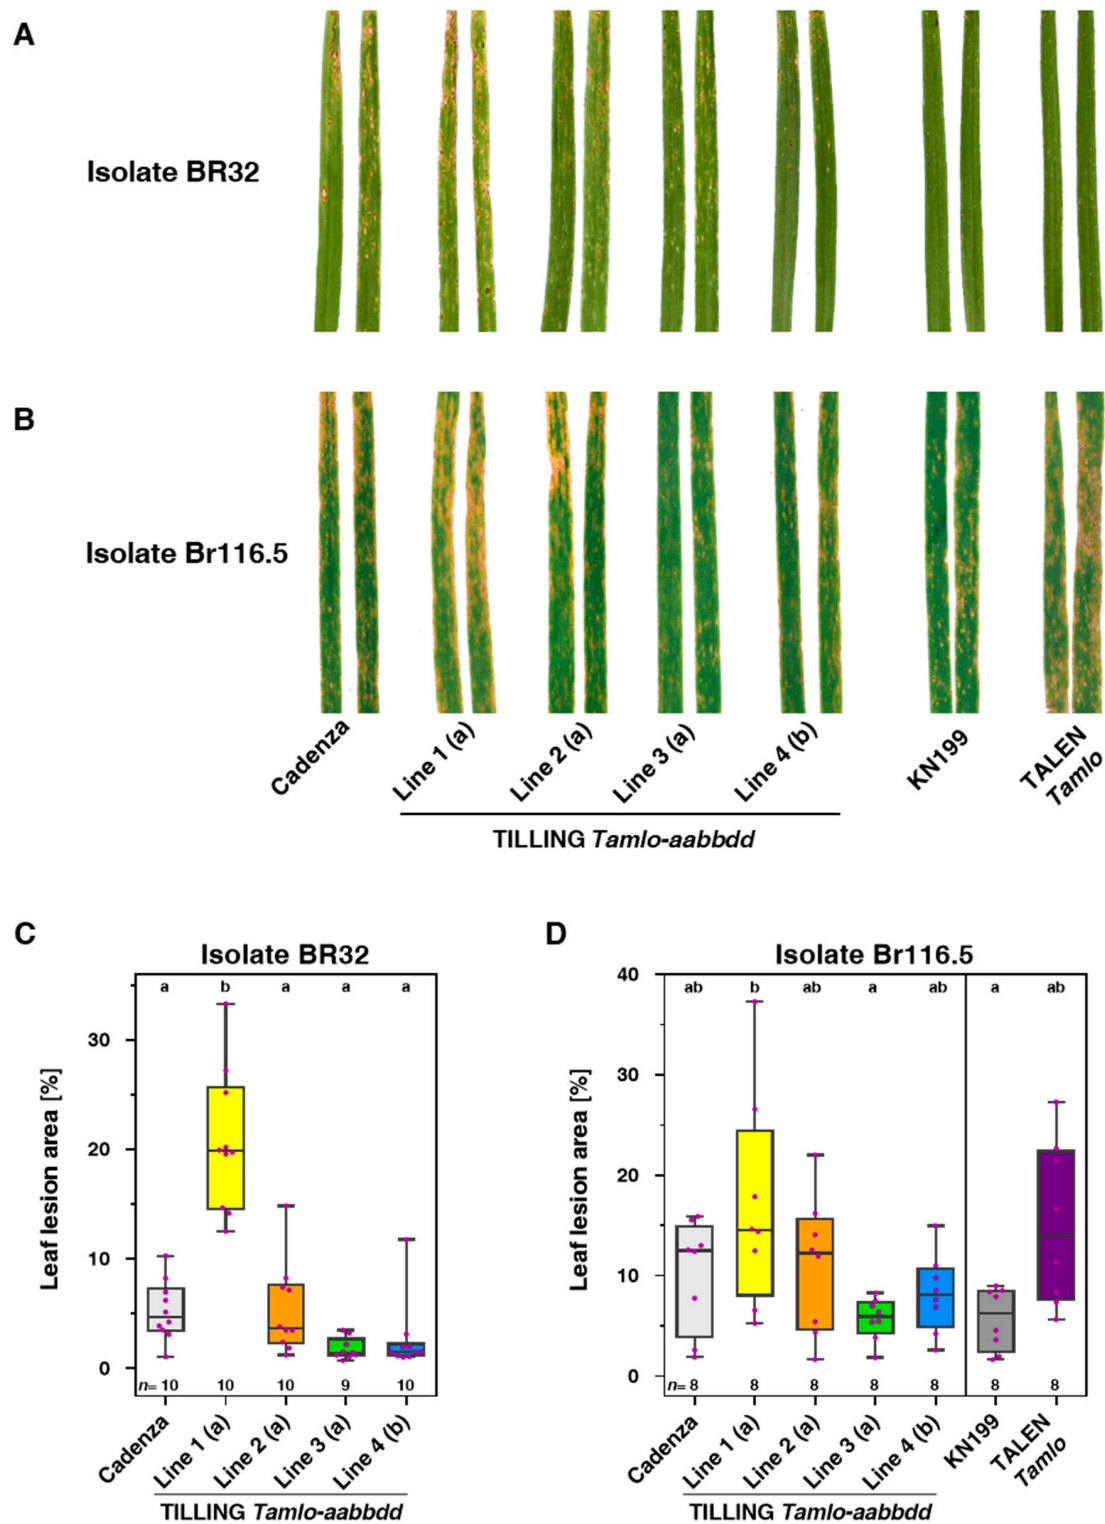 A
Isolate BR32
B
Isolate Br116.5
Cadenza
Line 1 (a)
Line 2 (a)
Line 3 (a)
Line 4 (b)
KN199
TALEN
Tamlo
TILLING Tamlo-aabbdd
C
Isolate BR32
a b a a a
Leaf lesion area [%]
30
20
10
0
n= 10 10 10 9 10
Cadenza
Line 1 (a)
Line 2 (a)
Line 3 (a)
Line 4 (b)
TILLING Tamlo-aabbdd
D
Isolate Br116.5
ab b ab a ab a ab
Leaf lesion area [%]
40
30
20
10
0
n= 8 8 8 8 8 8 8
Cadenza
Line 1 (a)
Line 2 (a)
Line 3 (a)
Line 4 (b)
KN199
TALEN
Tamlo
TILLING Tamlo-aabbdd